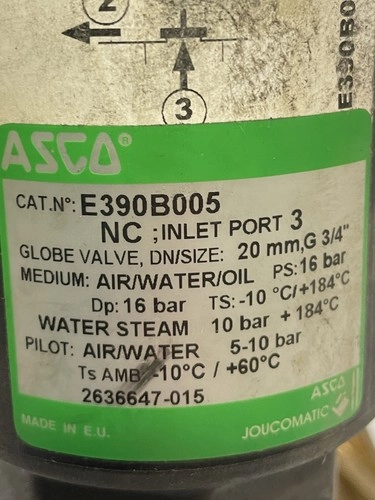 2
3
E390B0
ASCO®
CAT.N°: E390B005
NC ; INLET PORT 3
GLOBE VALVE, DN/SIZE: 20 mm,G 3/4"
MEDIUM: AIR/WATER/OIL PS: 16 bar
Dp: 16 bar TS: -10 °C/+184°C
WATER STEAM 10 bar + 184°C
PILOT: AIR/WATER 5-10 bar
Ts AMB -10°C / +60°C
2636647-015
MADE IN E.U.
ASCO
JOUCOMATIC